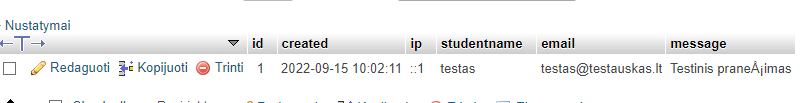 Nustatymai
id created ip studentname email message
Redaguoti Kopijuoti Trinti 1 2022-09-15 10:02:11 ::1 testas testas@testauskas.lt Testinis praneÅ¡imas